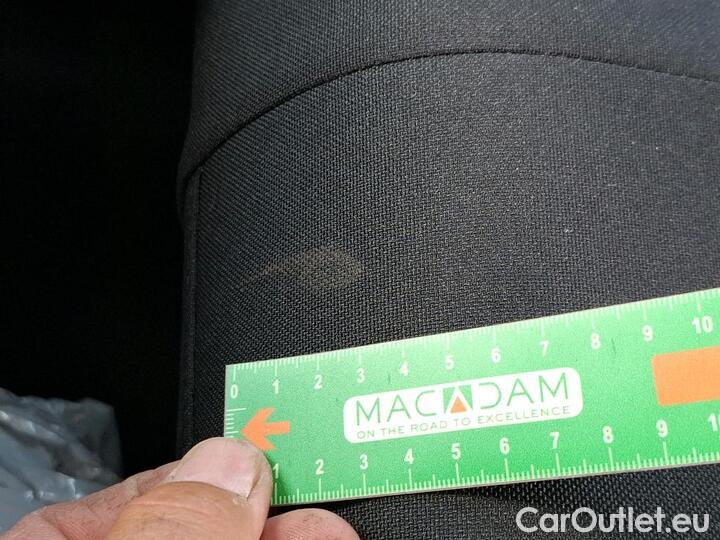 0 1 2 3 4 5 6 7 8 9 10
MACADAM
ON THE ROAD TO EXCELLENCE
1 2 3 4 5 6 7 8 9
CarOutlet.eu